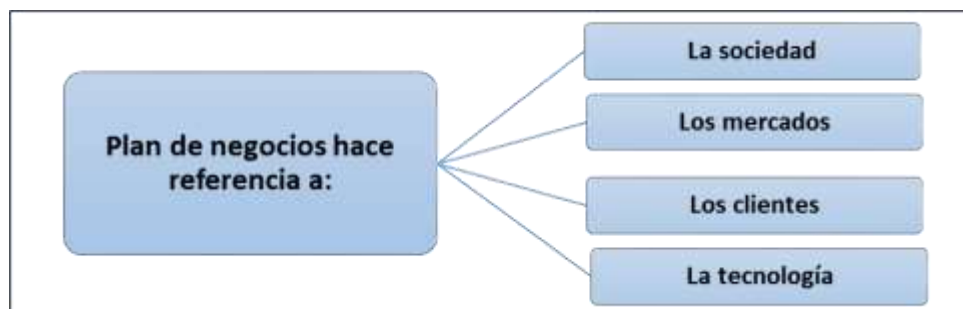 Plan de negocios hace
referencia a:
La sociedad
Los mercados
Los clientes
La tecnología